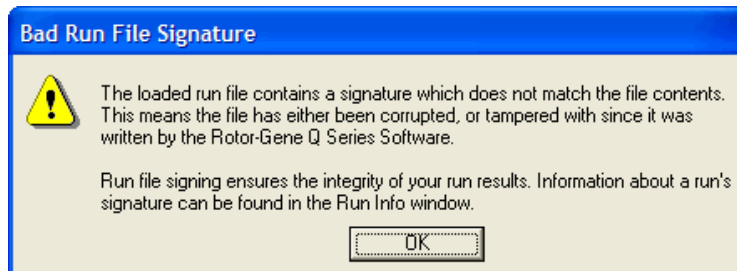 Bad Run File Signature
The loaded run file contains a signature which does not match the file contents.
This means the file has either been corrupted, or tampered with since it was
written by the Rotor-Gene Q Series Software.
Run file signing ensures the integrity of your run results. Information about a run's
signature can be found in the Run Info window.
OK